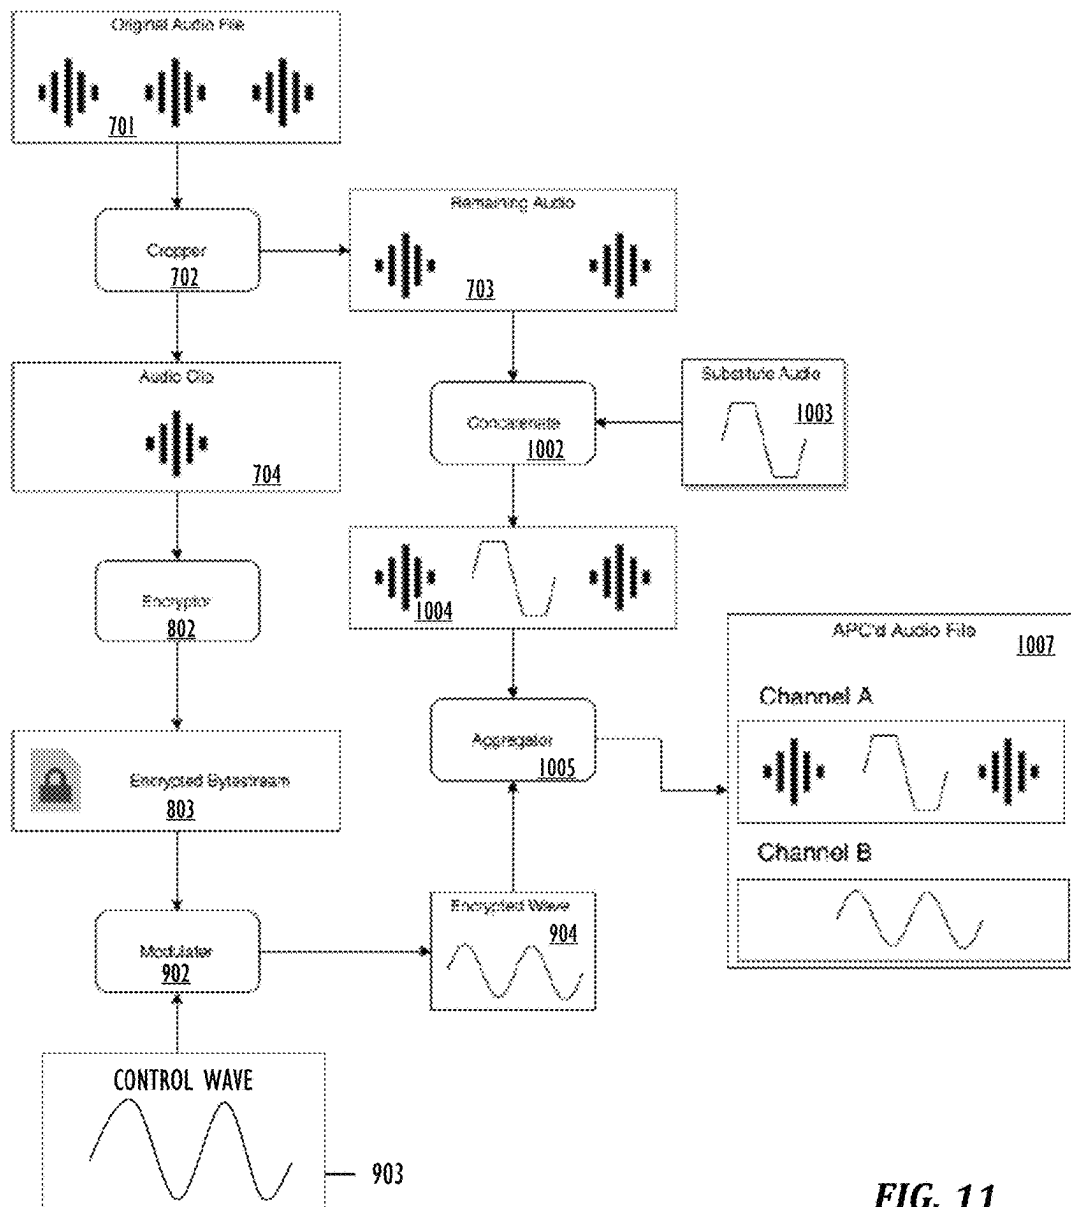 Original Audio File
701
Cropper
702
Remaining Audio
703
Audio Clip
704
Substitute Audio
1003
Concatenate
1002
Encryptor
802
1004
APC'd Audio File
1007
Channel A
Aggregator
1005
Encrypted Bytestream
803
Channel B
Encrypted Wave
904
Modulater
902
CONTROL WAVE
903
FIG. 11